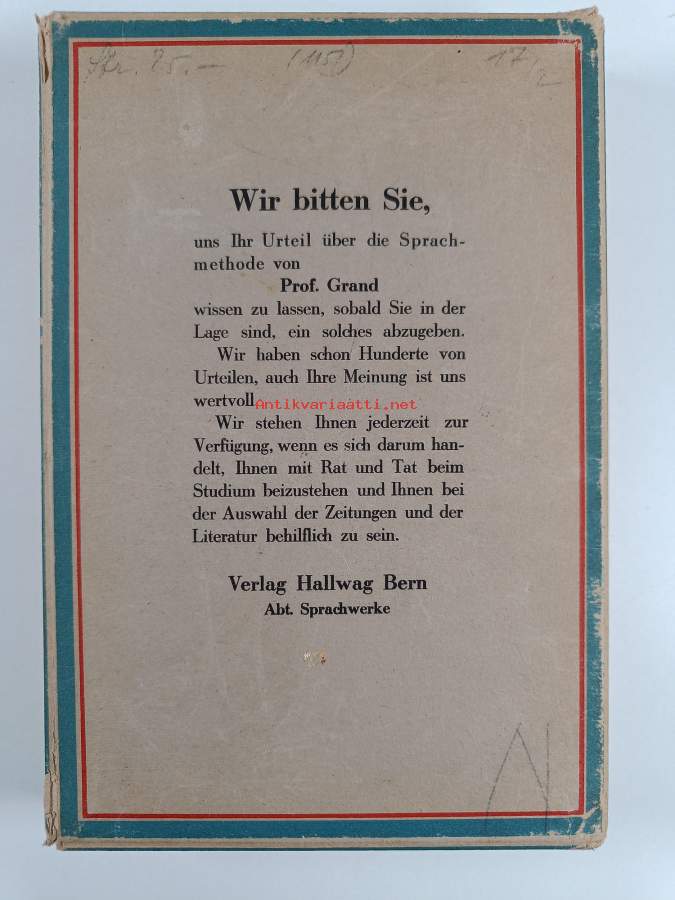 Sfr. 25.- (1151) 17
Wir bitten Sie,
uns Ihr Urteil über die Sprach-
methode von
Prof. Grand
wissen zu lassen, sobald Sie in der
Lage sind, ein solches abzugeben.
Wir haben schon Hunderte von
Urteilen, auch Ihre Meinung ist uns
wertvoll
Antikvariaatti.net
Wir stehen Ihnen jederzeit zur
Verfügung, wenn es sich darum han-
delt, Ihnen mit Rat und Tat beim
Studium beizustehen und Ihnen bei
der Auswahl der Zeitungen und der
Literatur behilflich zu sein.
Verlag Hallwag Bern
Abt. Sprachwerke
N